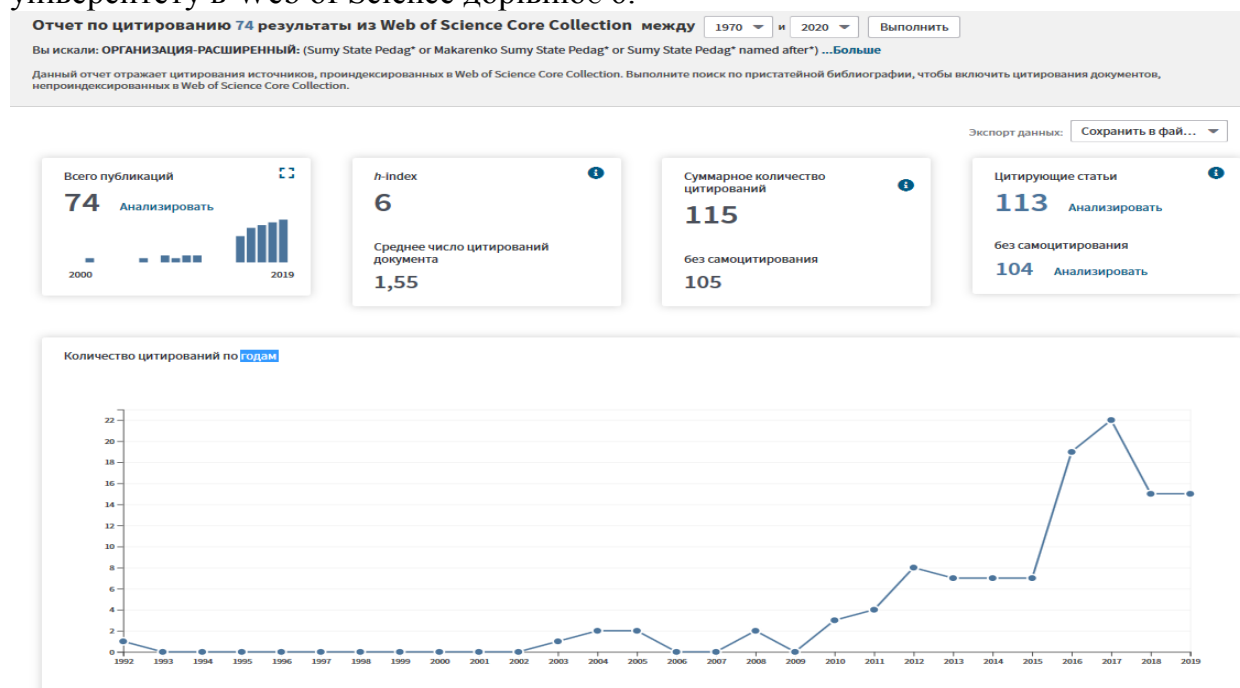 університету в Web of Science дорівнює 6.
Отчет по цитированию 74 результаты из Web of Science Core Collection между 1970 и 2020 Выполнить
Вы искали: ОРГАНИЗАЦИЯ-РАСШИРЕННЫЙ: (Sumy State Pedag* or Makarenko Sumy State Pedag* or Sumy State Pedag* named after*) ...Больше
Данный отчет отражает цитирования источников, проиндексированных в Web of Science Core Collection. Выполните поиск по пристатейной библиографии, чтобы включить цитирования документов,
непроиндексированных в Web of Science Core Collection.
Экспорт данных: Сохранить в фай...
Всего публикаций
74 Анализировать
2000 2019
h-index
6
Среднее число цитирований
документа
1,55
Суммарное количество
цитирований
115
без самоцитирования
105
Цитирующие статьи
113 Анализировать
без самоцитирования
104 Анализировать
Количество цитирований по годам
22
20
18
16
14
12
10
8
6
4
2
0
1992 1993 1994 1995 1996 1997 1998 1999 2000 2001 2002 2003 2004 2005 2006 2007 2008 2009 2010 2011 2012 2013 2014 2015 2016 2017 2018 2019